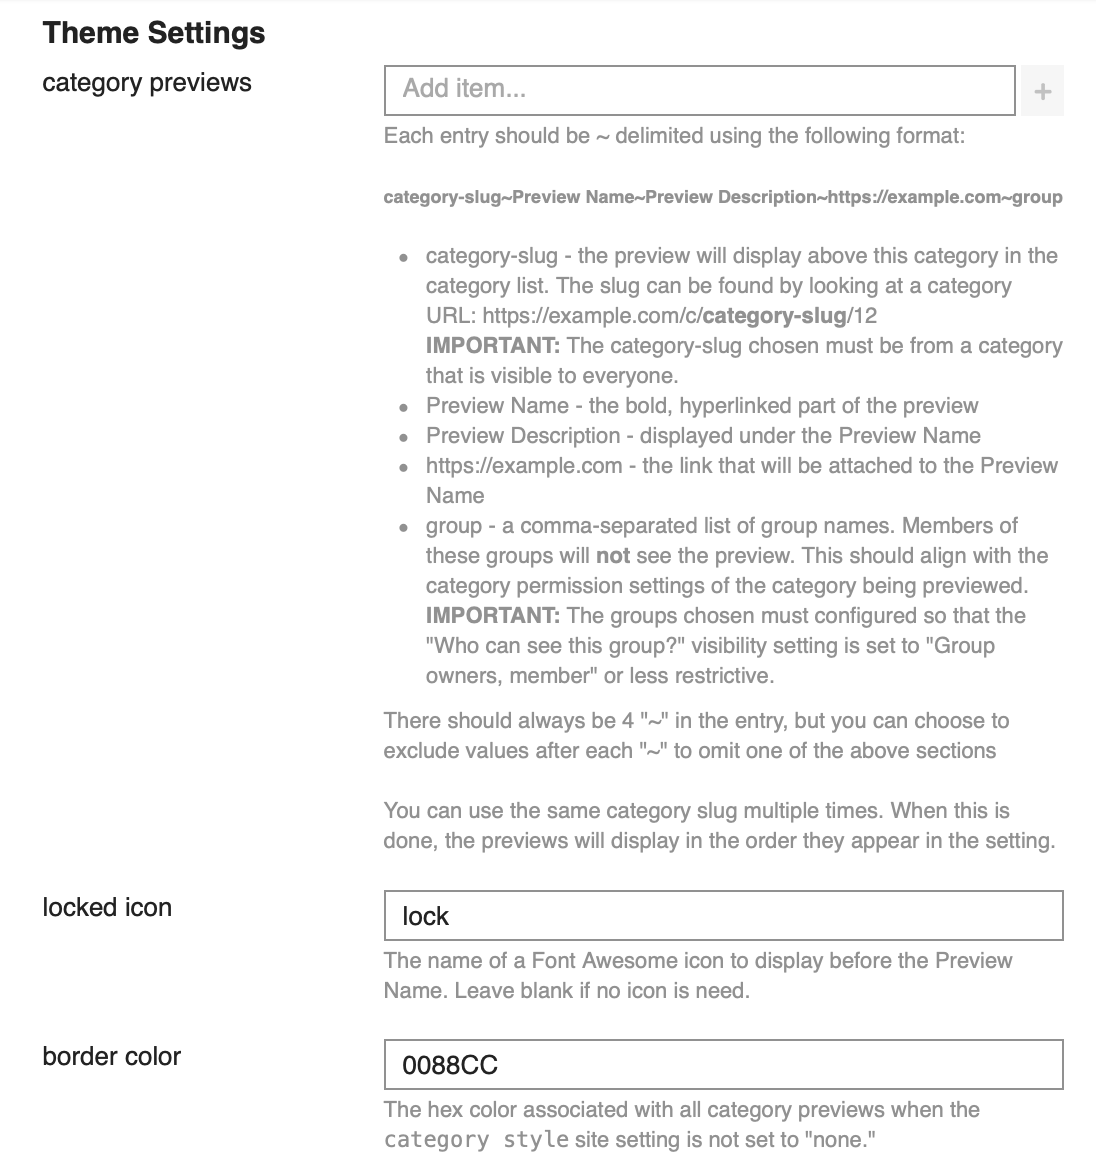 Theme Settings
category previews
Add item...
+
Each entry should be ~ delimited using the following format:
category-slug~Preview Name~Preview Description~https://example.com~group
• category-slug - the preview will display above this category in the
category list. The slug can be found by looking at a category
URL: https://example.com/c/category-slug/12
IMPORTANT: The category-slug chosen must be from a category
that is visible to everyone.
• Preview Name - the bold, hyperlinked part of the preview
• Preview Description - displayed under the Preview Name
• https://example.com - the link that will be attached to the Preview
Name
• group - a comma-separated list of group names. Members of
these groups will not see the preview. This should align with the
category permission settings of the category being previewed.
IMPORTANT: The groups chosen must configured so that the
"Who can see this group?" visibility setting is set to "Group
owners, member" or less restrictive.
There should always be 4 "~" in the entry, but you can choose to
exclude values after each "~" to omit one of the above sections
You can use the same category slug multiple times. When this is
done, the previews will display in the order they appear in the setting.
locked icon
lock
The name of a Font Awesome icon to display before the Preview
Name. Leave blank if no icon is need.
border color
0088CC
The hex color associated with all category previews when the
category style site setting is not set to "none."